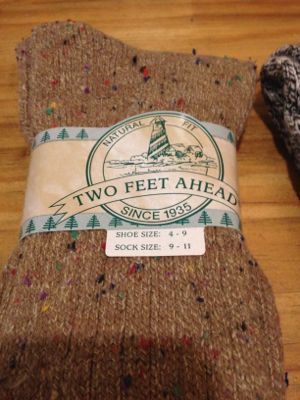 NATURAL FIT
TWO FEET AHEAD
SINCE 1935
SHOE SIZE: 4 - 9
SOCK SIZE: 9 - 11